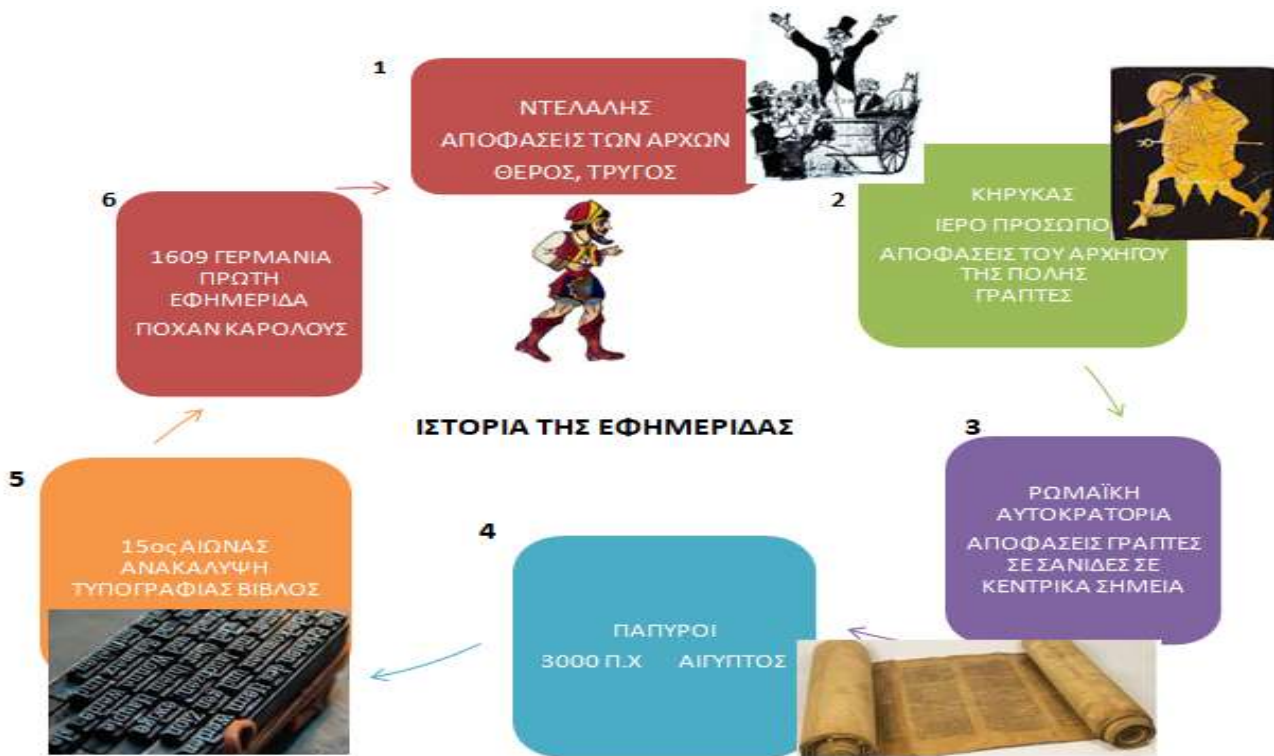 1
ΝΤΕΛΑΛΗΣ
ΑΠΟΦΑΣΕΙΣ ΤΩΝ ΑΡΧΩΝ
ΘΕΡΟΣ, ΤΡΥΓΟΣ
2
ΚΗΡΥΚΑΣ
ΙΕΡΟ ΠΡΟΣΩΠΟ
ΑΠΟΦΑΣΕΙΣ ΤΟΥ ΑΡΧΗΓΟΥ
ΤΗΣ ΠΟΛΗΣ
ΓΡΑΠΤΕΣ
3
ΡΩΜΑΪΚΗ
ΑΥΤΟΚΡΑΤΟΡΙΑ
ΑΠΟΦΑΣΕΙΣ ΓΡΑΠΤΕΣ
ΣΕ ΣΑΝΙΔΕΣ ΣΕ
ΚΕΝΤΡΙΚΑ ΣΗΜΕΙΑ
4
ΠΑΠΥΡΟΙ
3000 Π.Χ ΑΙΓΥΠΤΟΣ
5
15ος ΑΙΩΝΑΣ
ΑΝΑΚΑΛΥΨΗ
ΤΥΠΟΓΡΑΦΙΑΣ ΒΙΒΛΟΣ
6
1609 ΓΕΡΜΑΝΙΑ
ΠΡΩΤΗ
ΕΦΗΜΕΡΙΔΑ
ΓΙΟΧΑΝ ΚΑΡΟΛΟΥΣ
ΙΣΤΟΡΙΑ ΤΗΣ ΕΦΗΜΕΡΙΔΑΣ